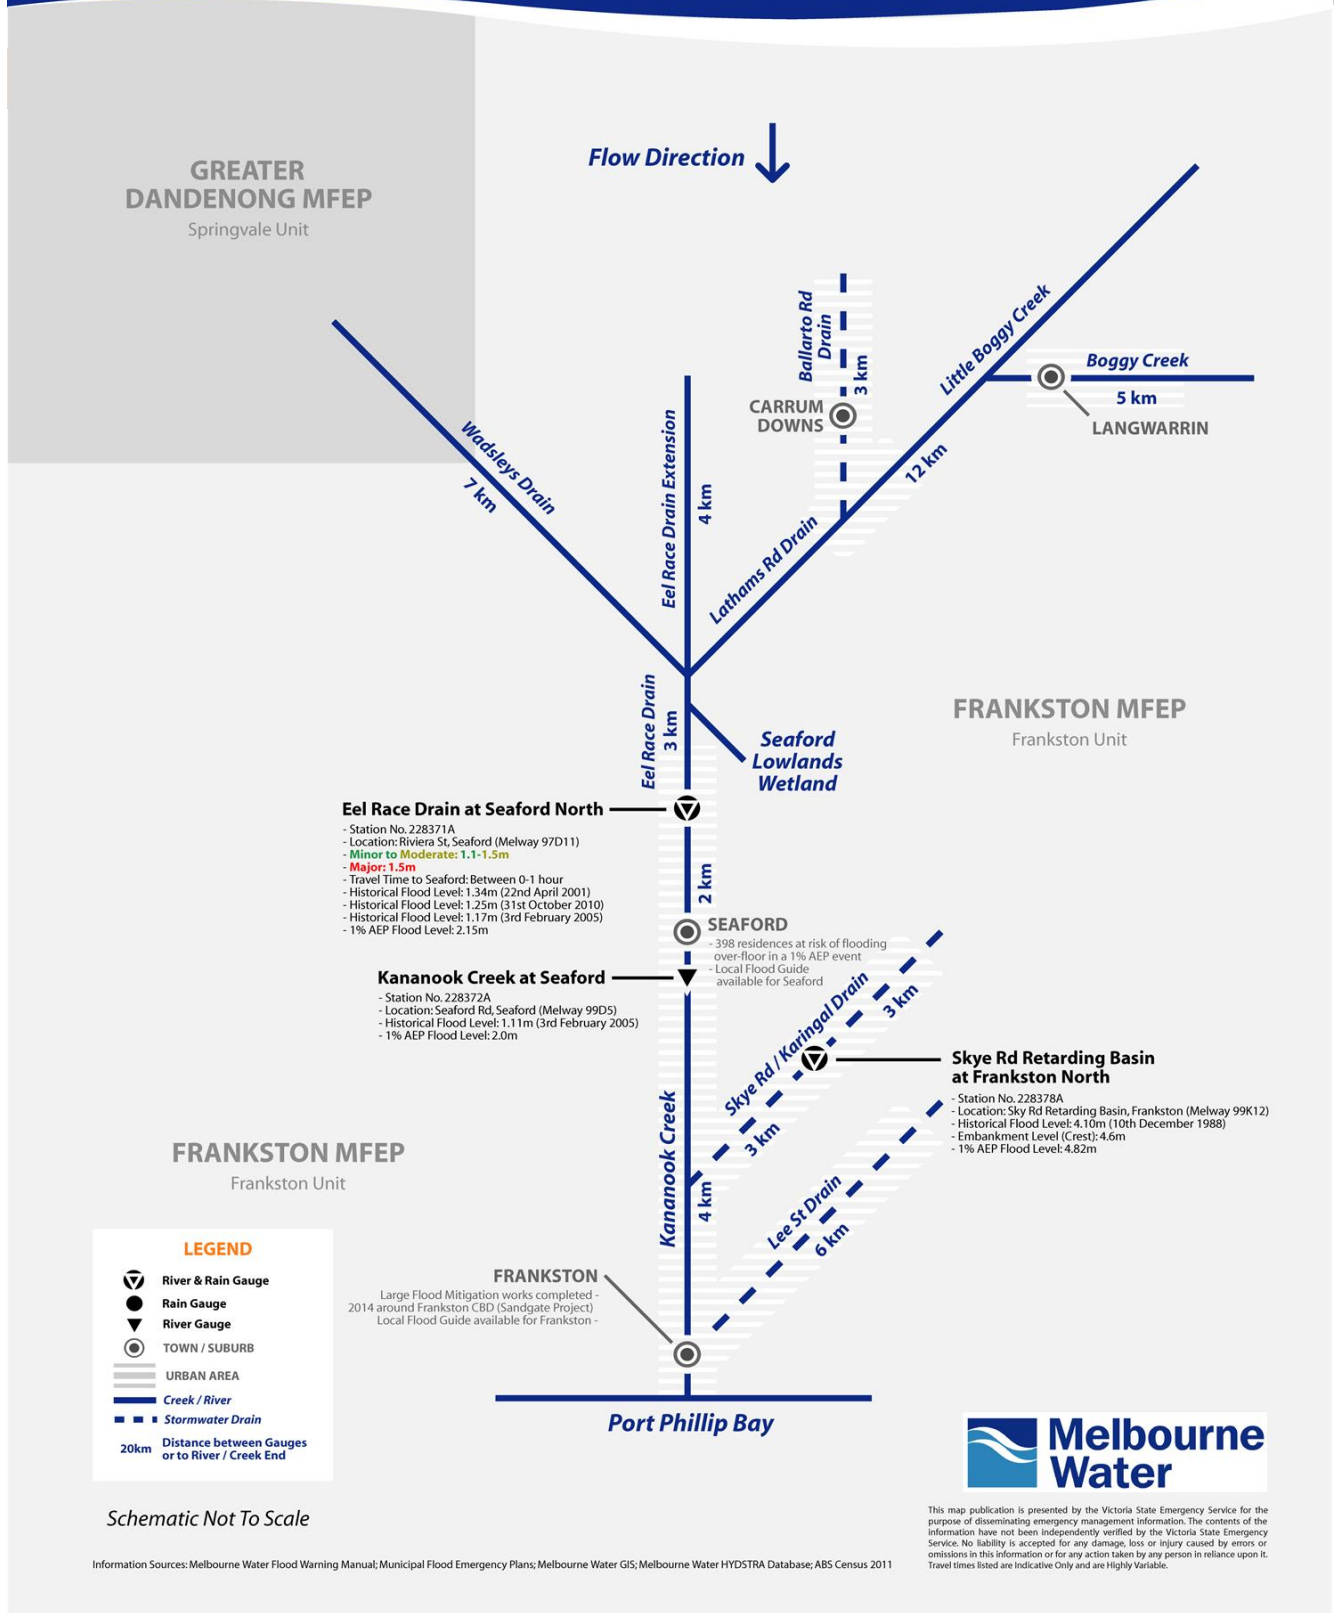 GREATER
DANDENONG MFEP
Springvale Unit
Flow Direction
Ballarto Rd
Drain
3 km
CARRUM
DOWNS
Little Boggy Creek
Boggy Creek
5 km
LANGWARRIN
12 km
Wadsleys Drain
7 km
Eel Race Drain Extension
4 km
Lathams Rd Drain
Eel Race Drain
3 km
Seaford
Lowlands
Wetland
FRANKSTON MFEP
Frankston Unit
Eel Race Drain at Seaford North
- Station No. 228371A
- Location: Riviera St, Seaford (Melway 97D11)
- Minor to Moderate: 1.1-1.5m
- Major: 1.5m
- Travel Time to Seaford: Between 0-1 hour
- Historical Flood Level: 1.34m (22nd April 2001)
- Historical Flood Level: 1.25m (31st October 2010)
- Historical Flood Level: 1.17m (3rd February 2005)
- 1% AEP Flood Level: 2.15m
2 km
SEAFORD
- 398 residences at risk of flooding
over-floor in a 1% AEP event
- Local Flood Guide
available for Seaford
Kananook Creek at Seaford
- Station No. 228372A
- Location: Seaford Rd, Seaford (Melway 99D5)
- Historical Flood Level: 1.11m (3rd February 2005)
- 1% AEP Flood Level: 2.0m
Skye Rd / Karingal Drain
3 km
3 km
Skye Rd Retarding Basin
at Frankston North
- Station No. 228378A
- Location: Sky Rd Retarding Basin, Frankston (Melway 99K12)
- Historical Flood Level: 4.10m (10th December 1988)
- Embankment Level (Crest): 4.6m
- 1% AEP Flood Level: 4.82m
Kananook Creek
4 km
Lee St Drain
6 km
FRANKSTON MFEP
Frankston Unit
FRANKSTON
Large Flood Mitigation works completed -
2014 around Frankston CBD (Sandgate Project)
Local Flood Guide available for Frankston -
LEGEND
River & Rain Gauge
Rain Gauge
River Gauge
TOWN / SUBURB
URBAN AREA
Creek / River
Stormwater Drain
20km Distance between Gauges
or to River / Creek End
Port Phillip Bay
Melbourne
Water
Schematic Not To Scale
This map publication is presented by the Victoria State Emergency Service for the
purpose of disseminating emergency management information. The contents of the
information have not been independently verified by the Victoria State Emergency
Service. No liability is accepted for any damage, loss or injury caused by errors or
omissions in this information or for any action taken by any person in reliance upon it.
Travel times listed are Indicative Only and are Highly Variable.
Information Sources: Melbourne Water Flood Warning Manual; Municipal Flood Emergency Plans; Melbourne Water GIS; Melbourne Water HYDSTRA Database; ABS Census 2011